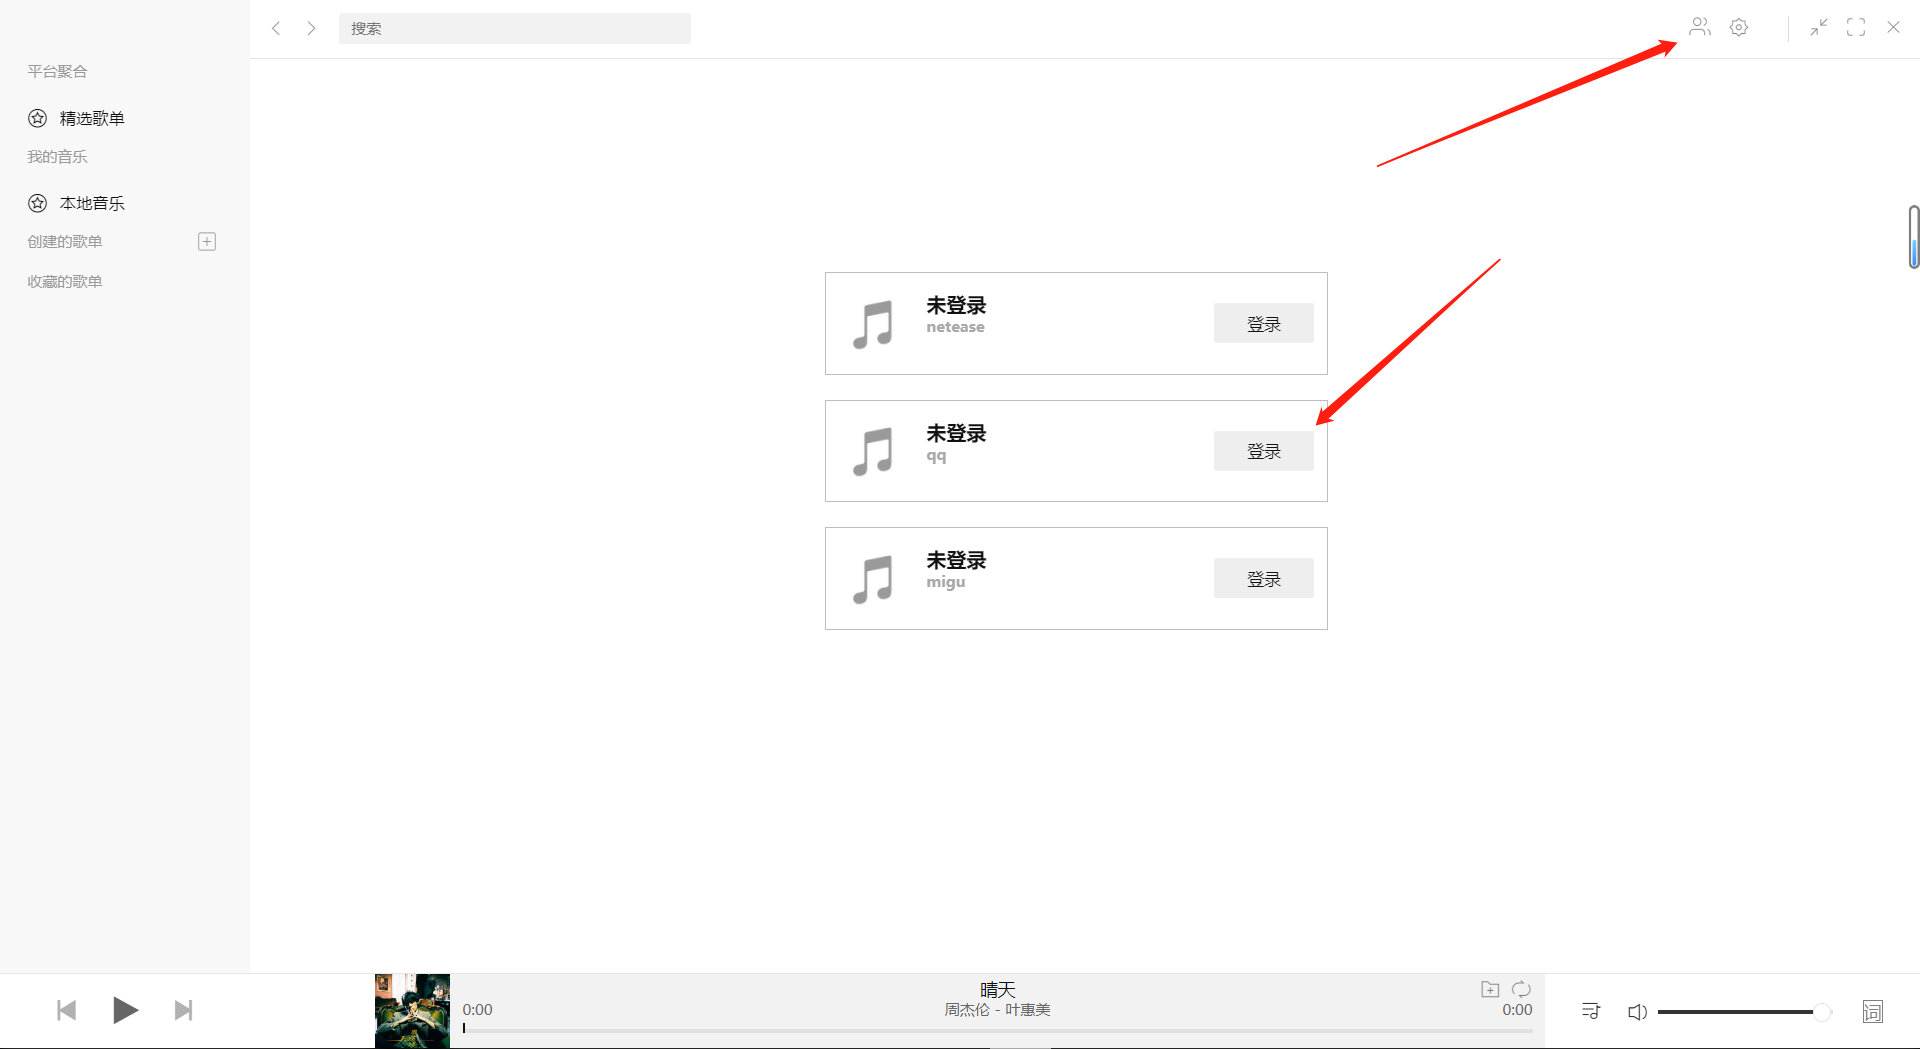 搜索
平台聚合
精选歌单
我的音乐
本地音乐
创建的歌单
收藏的歌单
未登录
netease
登录
未登录
qq
登录
未登录
migu
登录
0:00
晴天
周杰伦 - 叶惠美
0:00
词